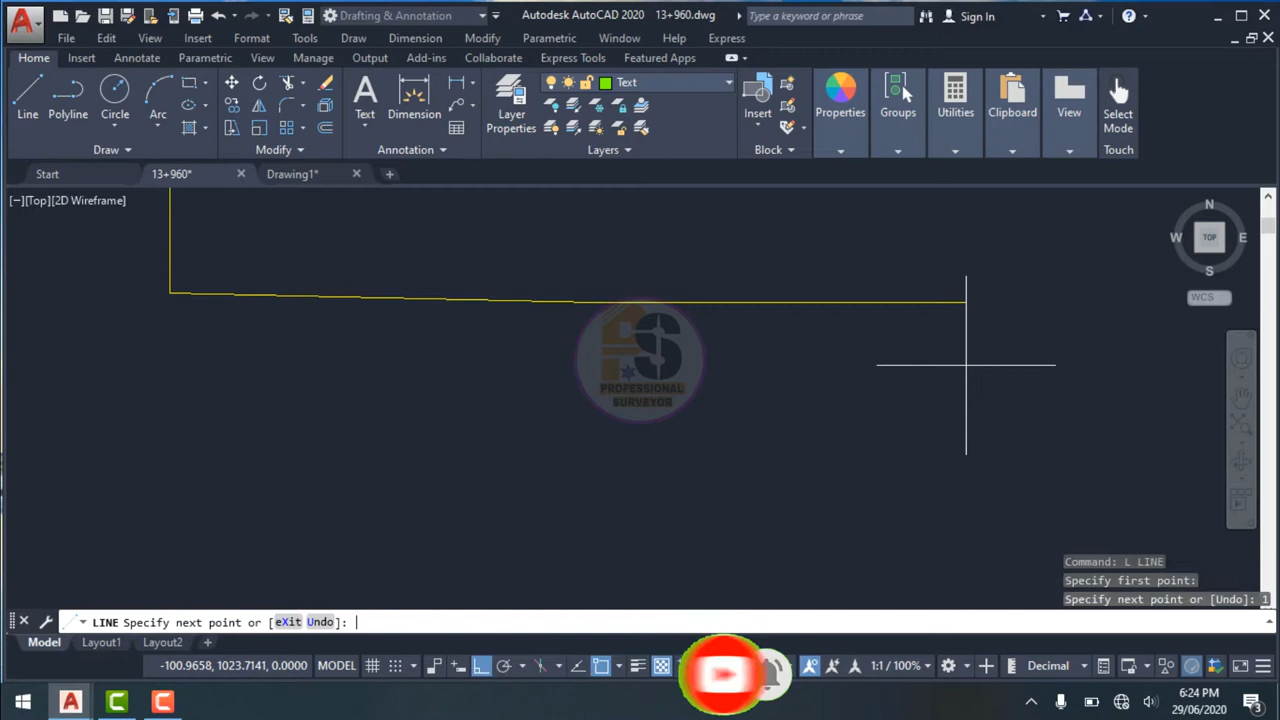 Drafting & Annotation
Autodesk AutoCAD 2020 13+960.dwg
Type a keyword or phrase
Sign In
File Edit View Insert Format Tools Draw Dimension Modify Parametric Window Help Express
Home Insert Annotate Parametric View Manage Output Add-ins Collaborate Express Tools Featured Apps
Text
Line Polyline Circle Arc
Text Dimension
Layer Properties
Insert
Properties Groups Utilities Clipboard View
Select Mode
Draw Modify Annotation Layers Block Touch
Start 13+960* Drawing1*
[−][Top][2D Wireframe]
N
W TOP E
S
WCS
PS
PROFESSIONAL
SURVEYOR
Command: L LINE
Specify first point:
Specify next point or [Undo]: 1
LINE Specify next point or [eXit Undo]:
Model Layout1 Layout2
-100.9658, 1023.7141, 0.0000 MODEL 1:1 / 100% Decimal
6:24 PM
29/06/2020
3